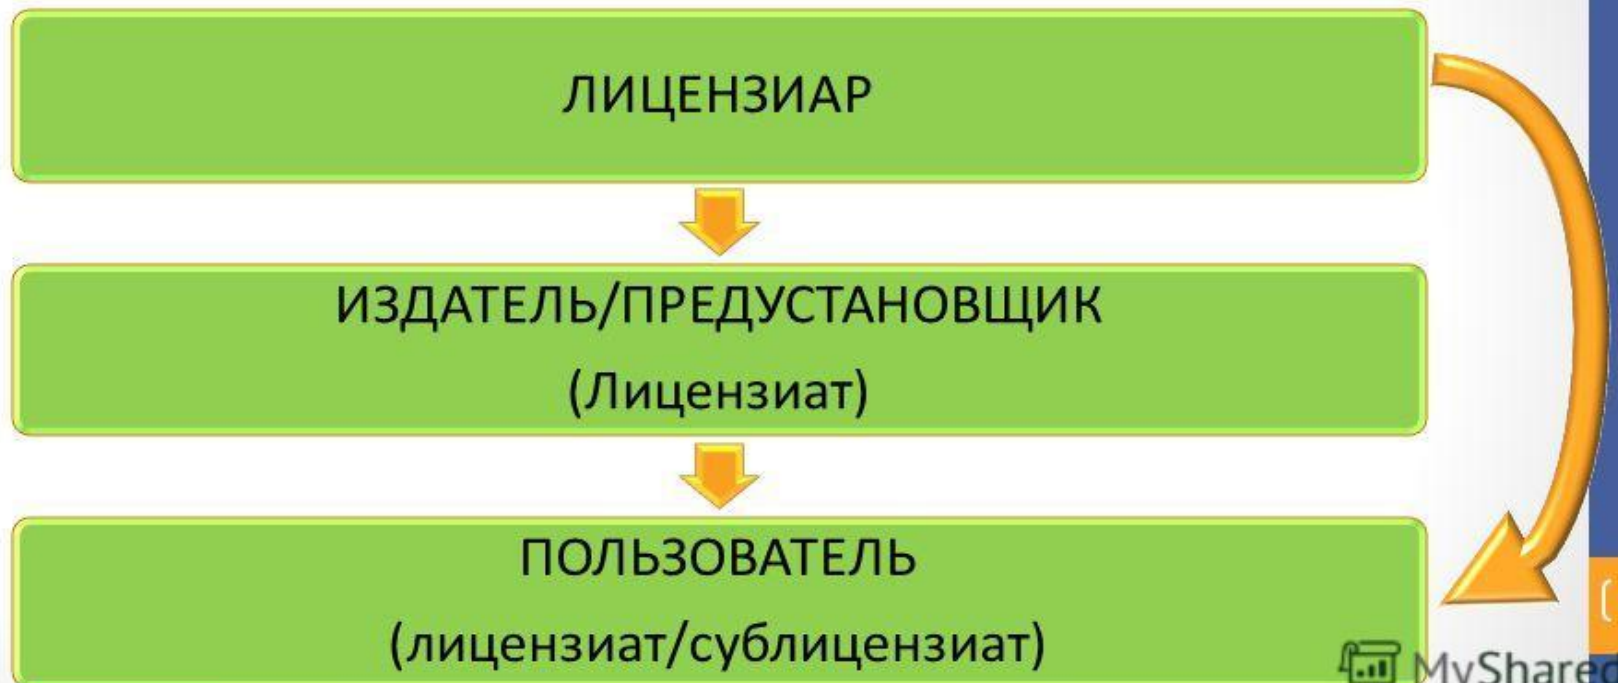 ЛИЦЕНЗИАР
ИЗДАТЕЛЬ/ПРЕДУСТАНОВЩИК
(Лицензиат)
ПОЛЬЗОВАТЕЛЬ
(лицензиат/сублицензиат)
MyShared